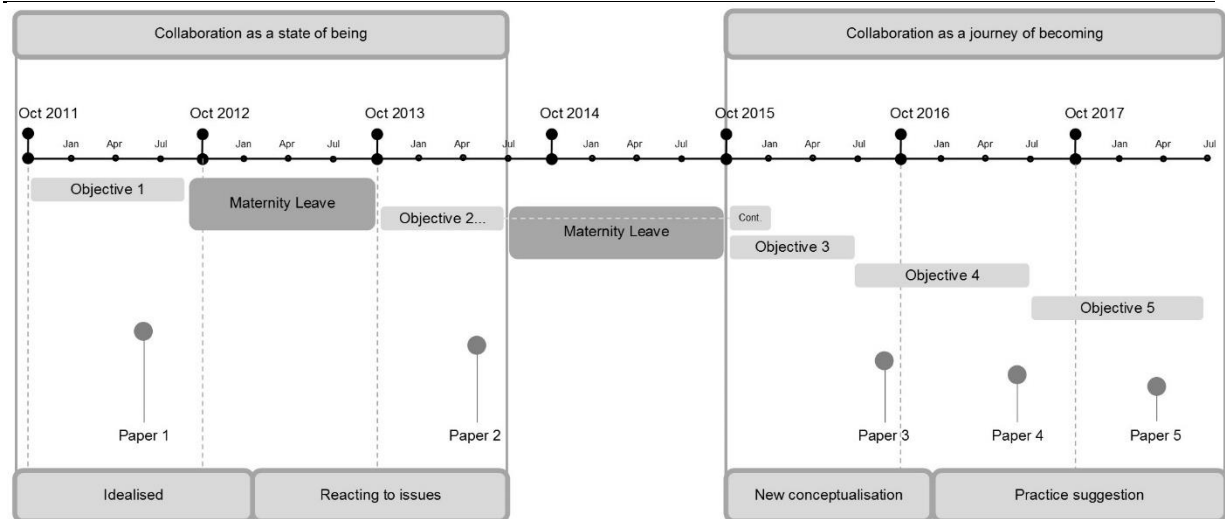 Collaboration as a state of being
Collaboration as a journey of becoming
Oct 2011
Oct 2012
Oct 2013
Oct 2014
Oct 2015
Oct 2016
Oct 2017
Jan Apr Jul Jan Apr Jul Jan Apr Jul Jan Apr Jul Jan Apr Jul Jan Apr Jul Jan Apr Jul
Objective 1
Maternity Leave
Objective 2...
Maternity Leave
Cont.
Objective 3
Objective 4
Objective 5
Paper 1
Paper 2
Paper 3
Paper 4
Paper 5
Idealised
Reacting to issues
New conceptualisation
Practice suggestion